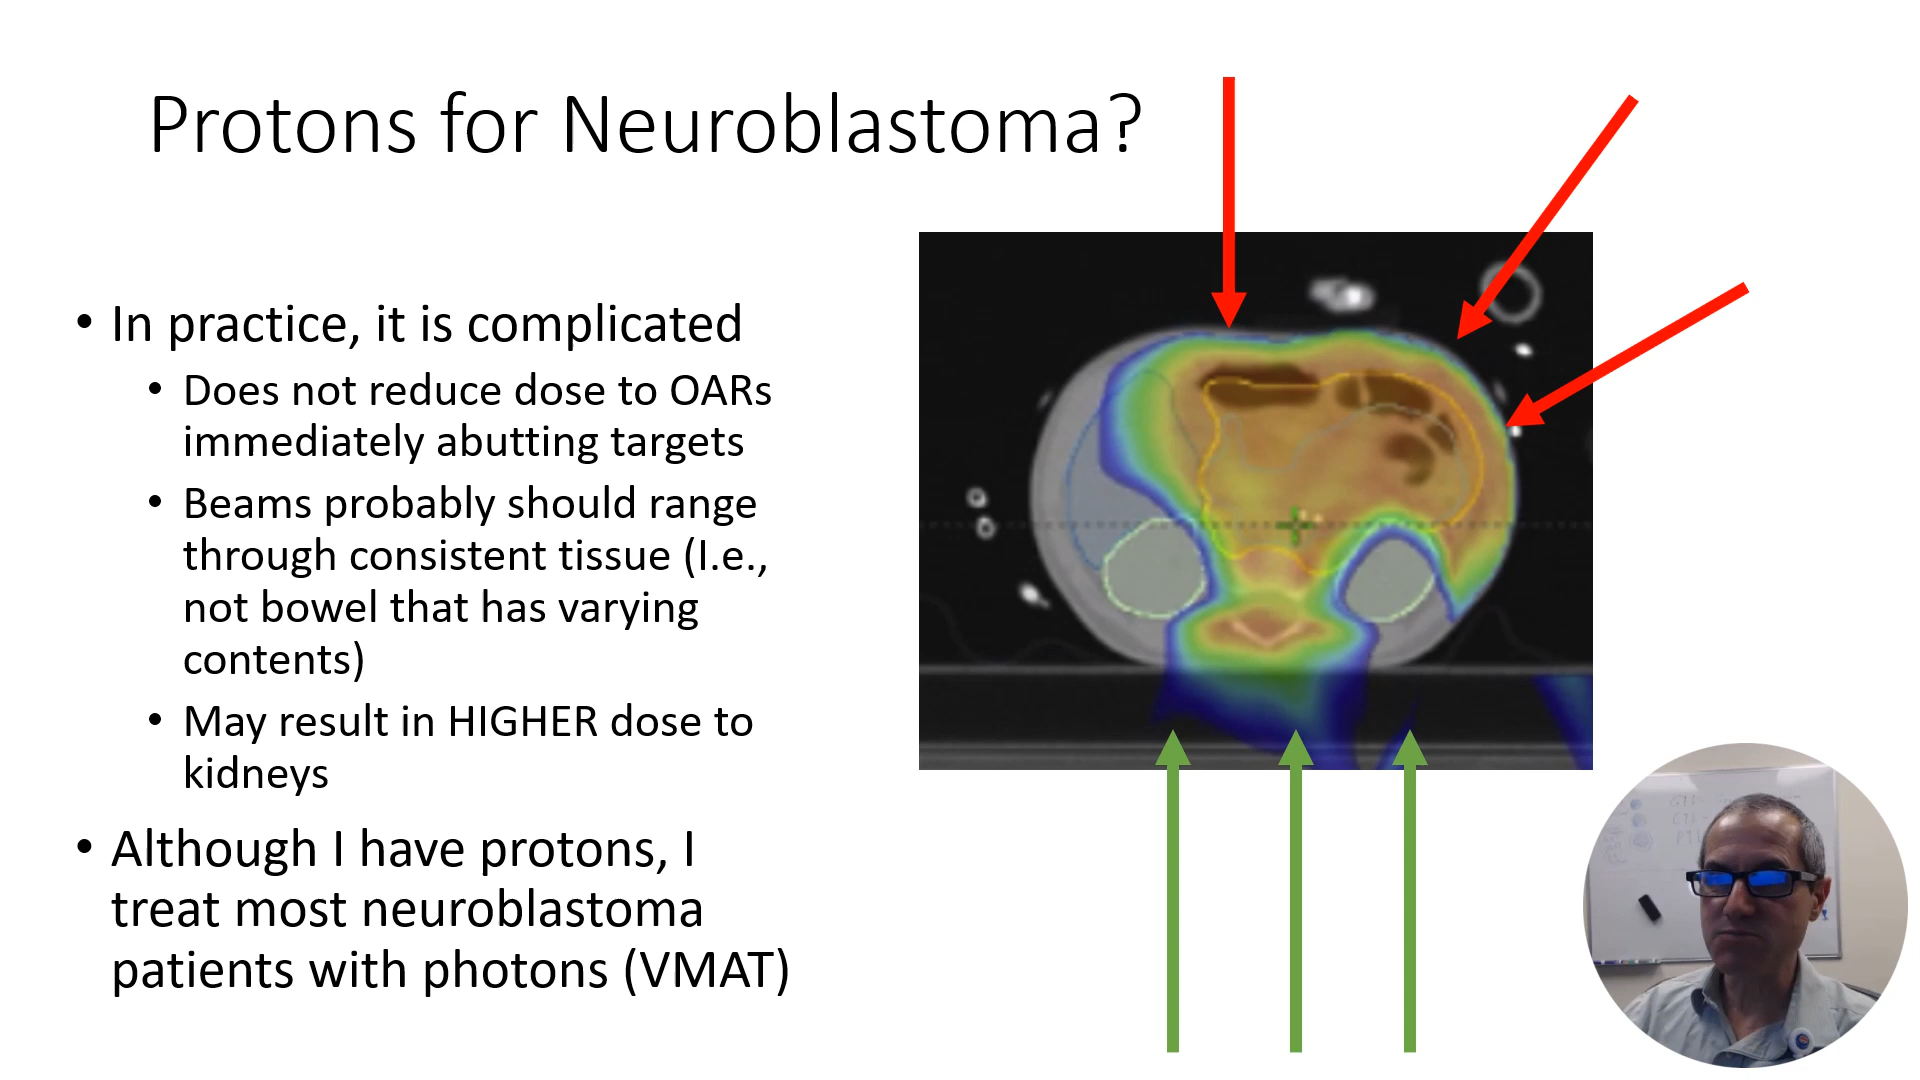 Protons for Neuroblastoma?
• In practice, it is complicated
• Does not reduce dose to OARs
immediately abutting targets
• Beams probably should range
through consistent tissue (I.e.,
not bowel that has varying
contents)
• May result in HIGHER dose to
kidneys
• Although I have protons, I
treat most neuroblastoma
patients with photons (VMAT)